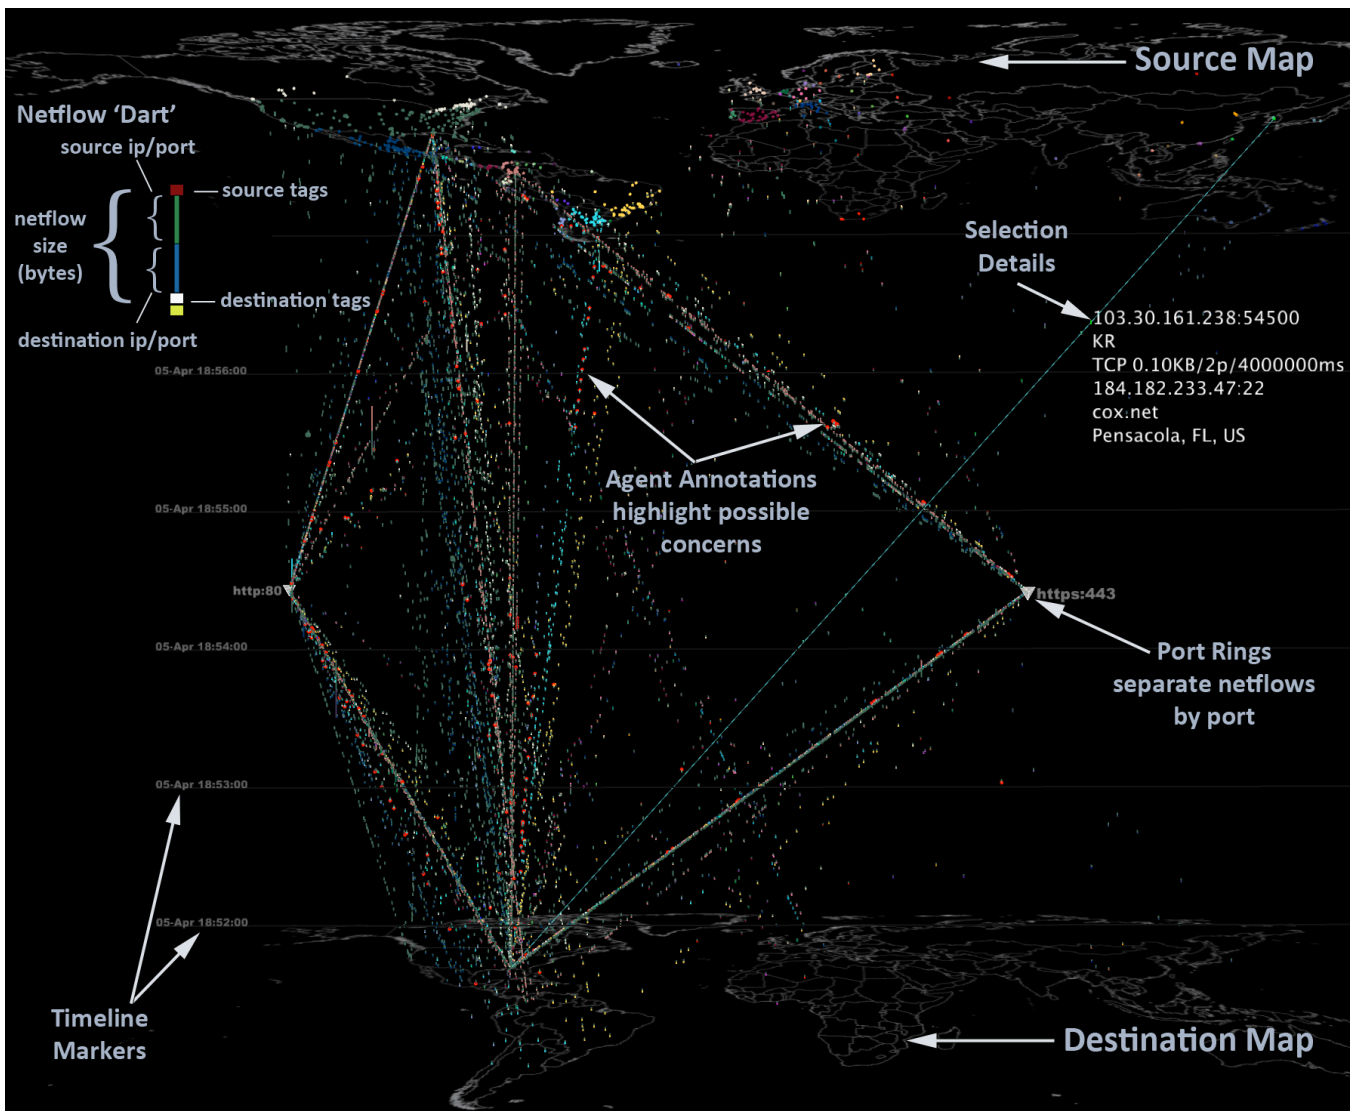 Source Map
Netflow 'Dart'
source ip/port
source tags
netflow
size
(bytes)
destination tags
destination ip/port
Selection
Details
103.30.161.238:54500
KR
TCP 0.10KB/2p/4000000ms
184.182.233.47:22
cox.net
Pensacola, FL, US
05-Apr 18:56:00
Agent Annotations
highlight possible
concerns
05-Apr 18:55:00
http:80
https:443
05-Apr 18:54:00
Port Rings
separate netflows
by port
05-Apr 18:53:00
05-Apr 18:52:00
Timeline
Markers
Destination Map